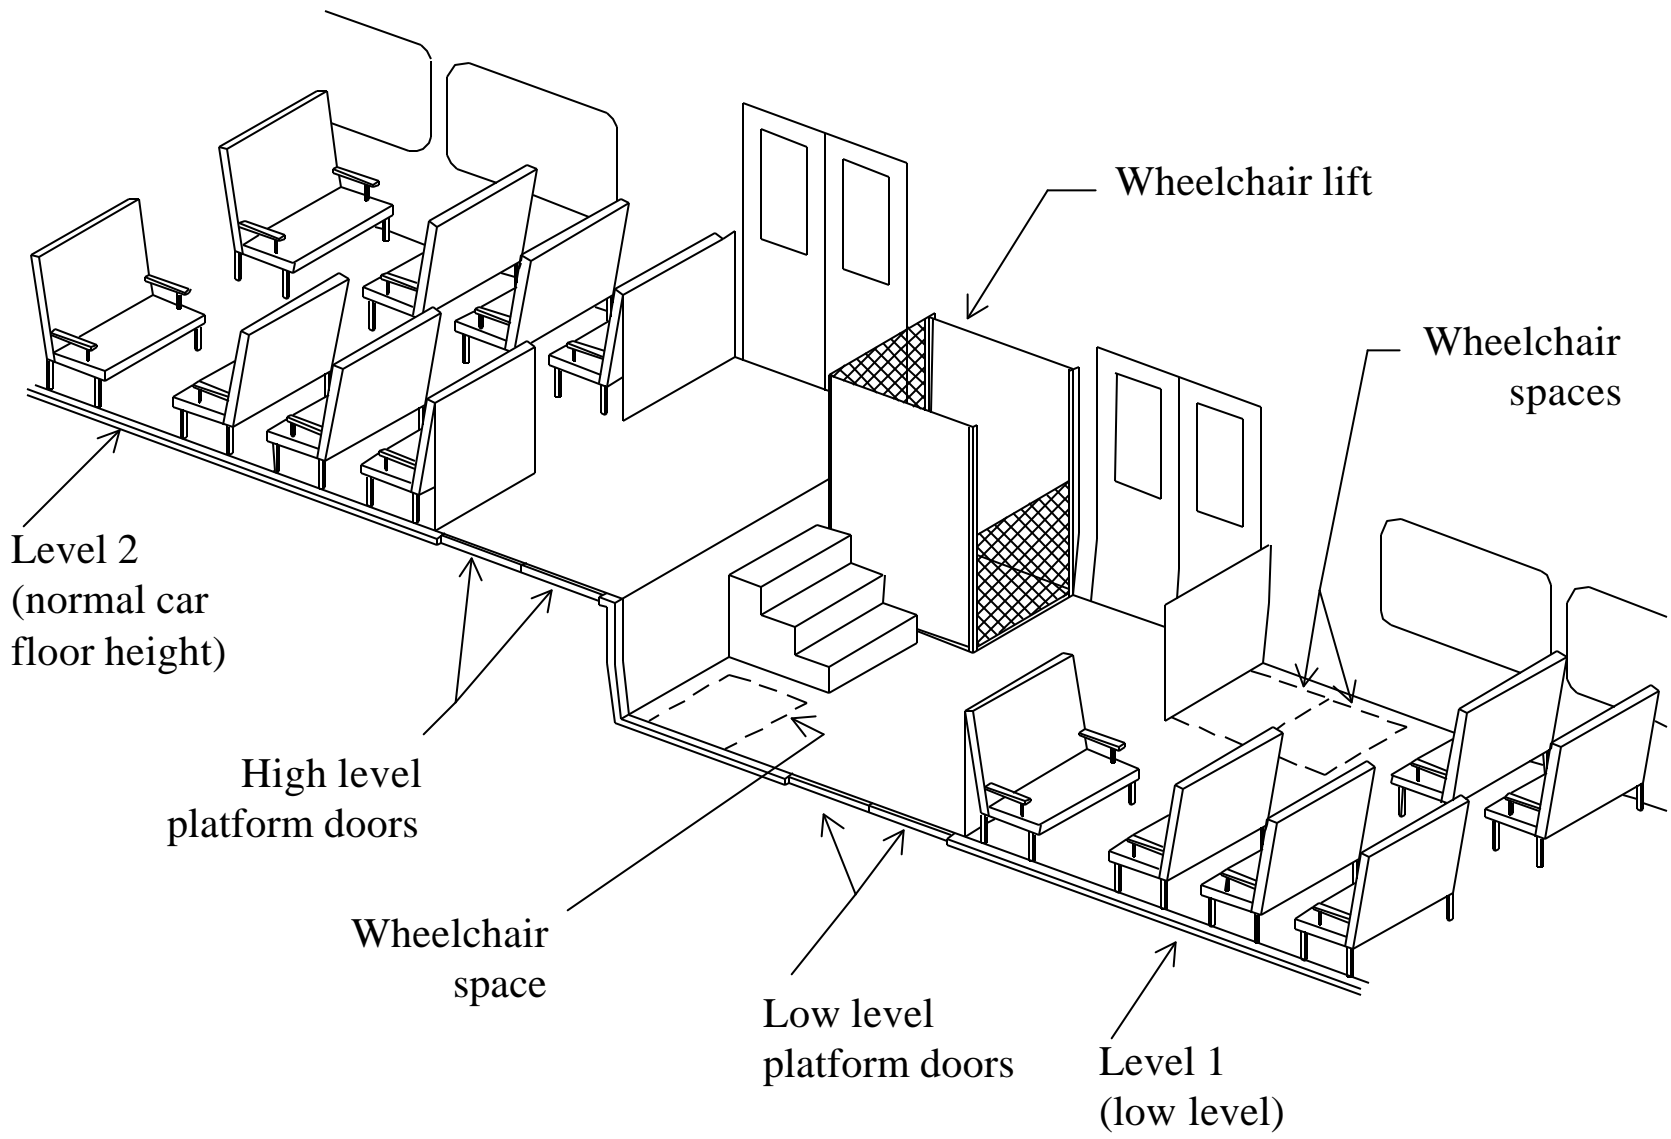 Wheelchair lift
Wheelchair
spaces
Level 2
(normal car
floor height)
High level
platform doors
Wheelchair
space
Low level
platform doors
Level 1
(low level)